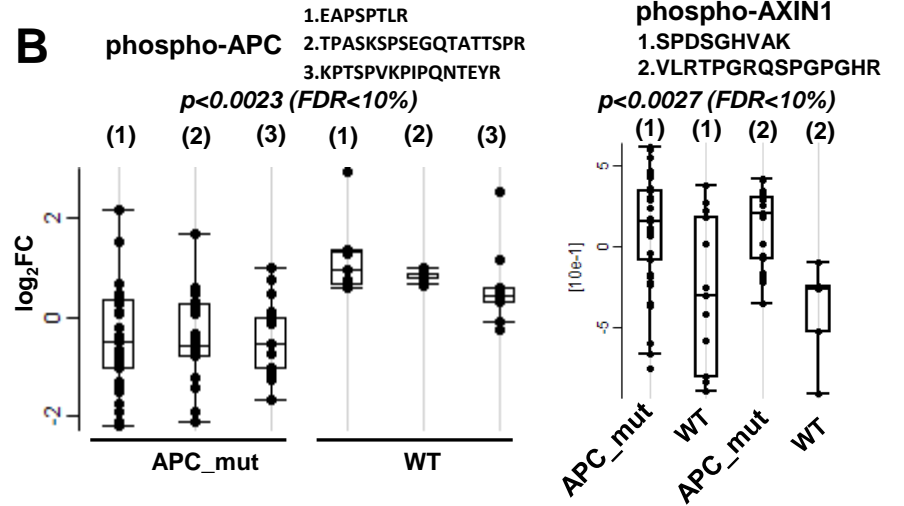 B
phospho-APC
1.EAPSPTLR
2.TPASKSPSEGQTATTSPR
3.KPTSPVKPIPQNTEYR
p<0.0023 (FDR<10%)
(1) (2) (3) (1) (2) (3)
log2FC
2
0
-2
APC_mut WT
phospho-AXIN1
1.SPDSGHVAK
2.VLRTPGRQSPGPGHR
p<0.0027 (FDR<10%)
(1) (1) (2) (2)
[10e-1]
5
0
-5
APC_mut WT APC_mut WT